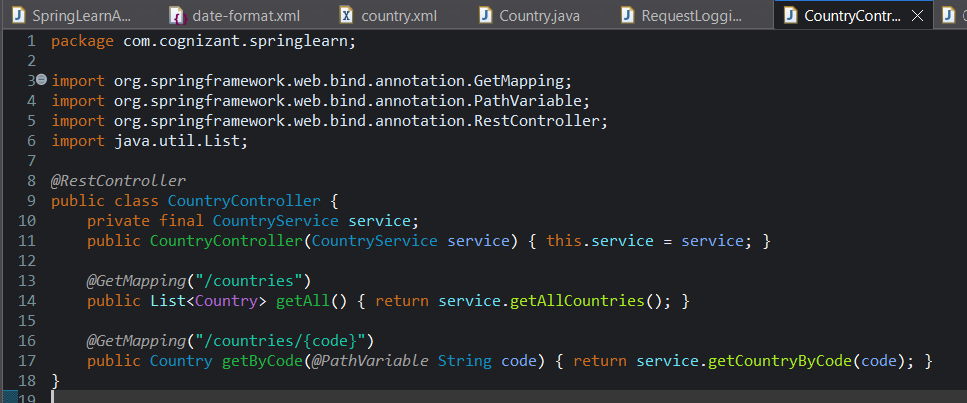 SpringLearnA... date-format.xml country.xml Country.java RequestLoggi... CountryContr...
1 package com.cognizant.springlearn;
2
3 import org.springframework.web.bind.annotation.GetMapping;
4 import org.springframework.web.bind.annotation.PathVariable;
5 import org.springframework.web.bind.annotation.RestController;
6 import java.util.List;
7
8 @RestController
9 public class CountryController {
10 private final CountryService service;
11 public CountryController(CountryService service) { this.service = service; }
12
13 @GetMapping("/countries")
14 public List<Country> getAll() { return service.getAllCountries(); }
15
16 @GetMapping("/countries/{code}")
17 public Country getByCode(@PathVariable String code) { return service.getCountryByCode(code); }
18 }
19